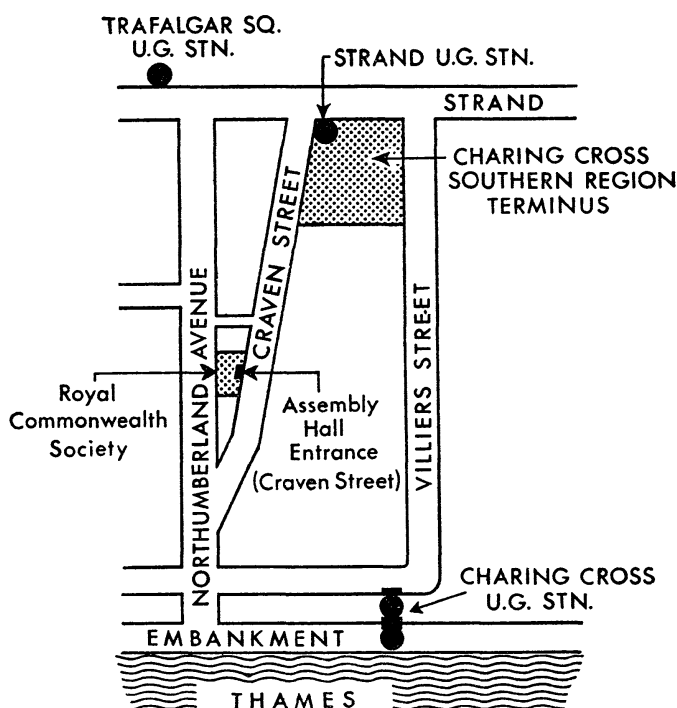 TRAFALGAR SQ.
U.G. STN.
STRAND U.G. STN.
STRAND
CHARING CROSS
SOUTHERN REGION
TERMINUS
CRAVEN STREET
NORTHUMBERLAND AVENUE
VILLIERS STREET
Royal
Commonwealth
Society
Assembly
Hall
Entrance
(Craven Street)
CHARING CROSS
U.G. STN.
EMBANKMENT
THAMES